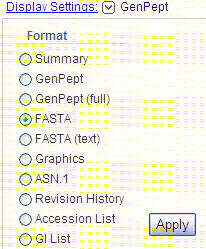 Display Settings: GenPept
Format
Summary
GenPept
GenPept (full)
FASTA
FASTA (text)
Graphics
ASN.1
Revision History
Accession List
GI List
Apply